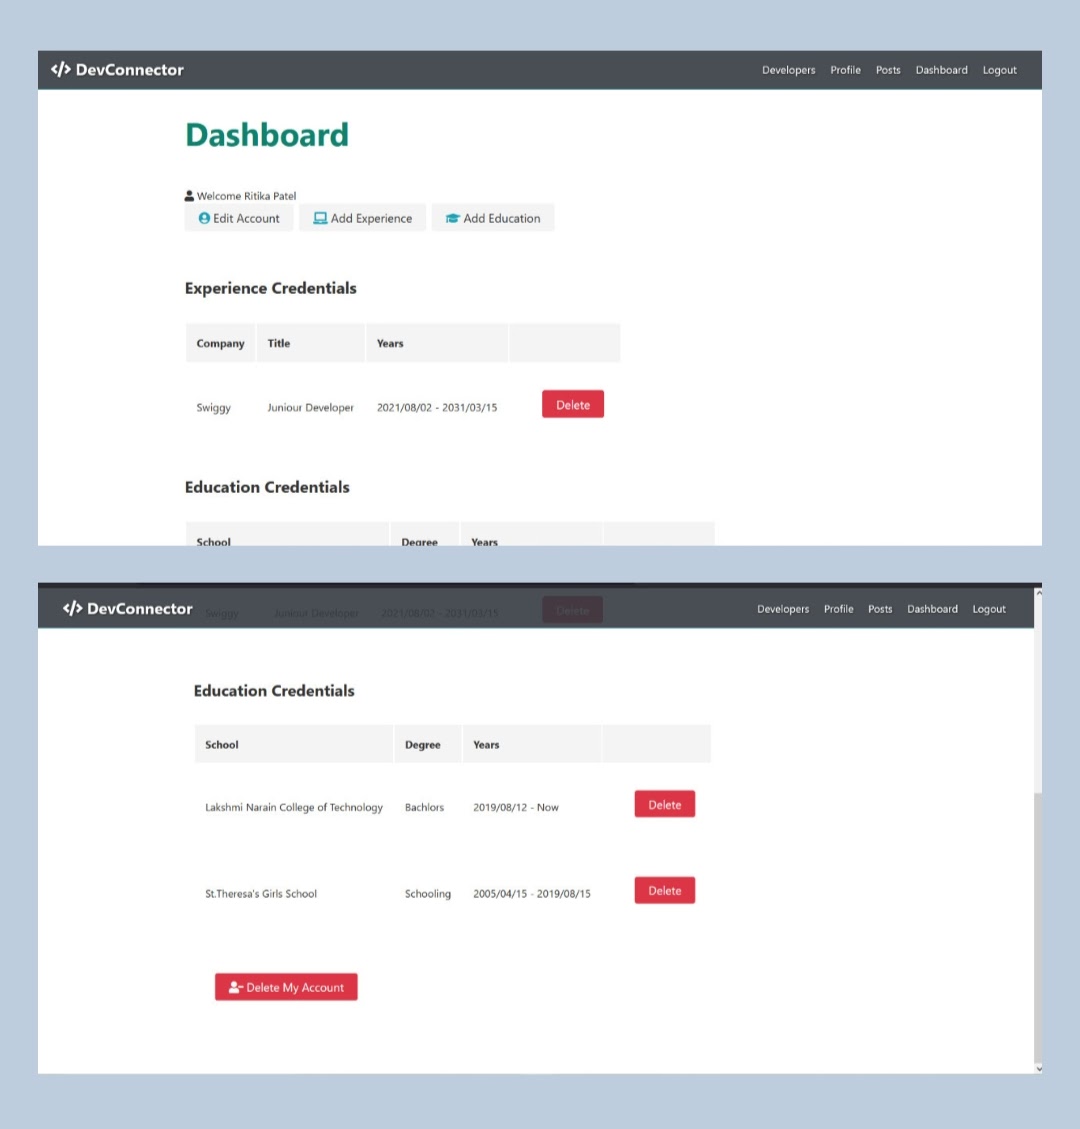 </> DevConnector Developers Profile Posts Dashboard Logout
Dashboard
Welcome Ritika Patel
Edit Account Add Experience Add Education
Experience Credentials
Company Title Years
Swiggy Juniour Developer 2021/08/02 - 2031/03/15 Delete
Education Credentials
School Degree Years
</> DevConnector Swiggy Juniour Developer 2021/08/02 - 2031/03/15 Delete Developers Profile Posts Dashboard Logout
Education Credentials
School Degree Years
Lakshmi Narain College of Technology Bachlors 2019/08/12 - Now Delete
St.Theresa's Girls School Schooling 2005/04/15 - 2019/08/15 Delete
Delete My Account